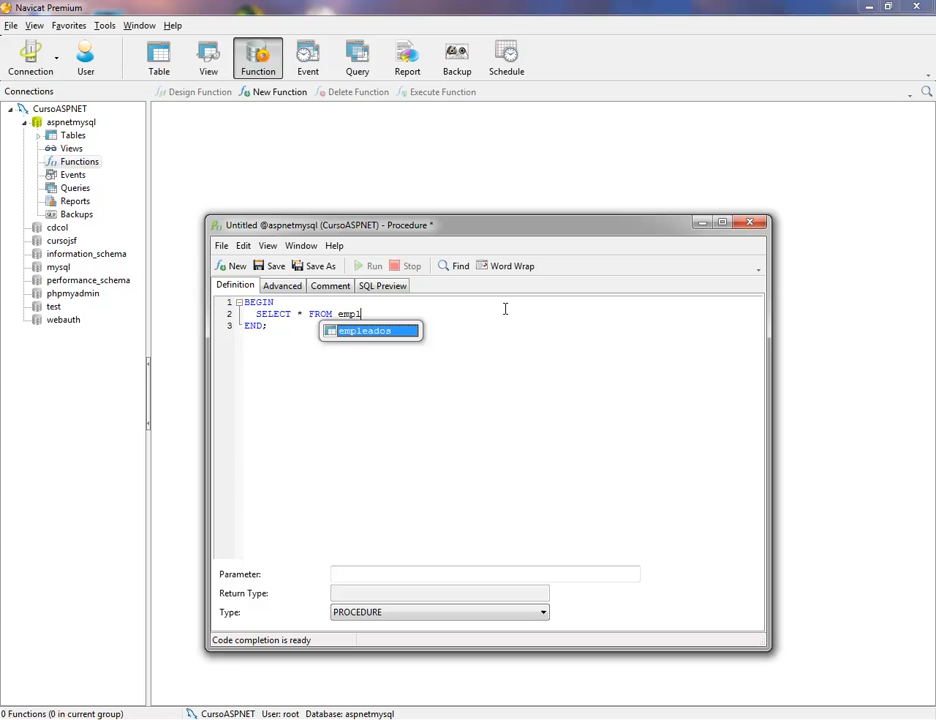 Navicat Premium
File View Favorites Tools Window Help
Connection User Table View Function Event Query Report Backup Schedule
Connections Design Function New Function Delete Function Execute Function
CursoASPNET
aspnetmysql
Tables
Views
Functions
Events
Queries
Reports
Backups
cdcol
cursojsf
information_schema
mysql
performance_schema
phpmyadmin
test
webauth
Untitled @aspnetmysql (CursoASPNET) - Procedure *
File Edit View Window Help
New Save Save As Run Stop Find Word Wrap
Definition Advanced Comment SQL Preview
1 BEGIN
2 SELECT * FROM empl
empleados
3 END;
Parameter:
Return Type:
Type: PROCEDURE
Code completion is ready
0 Functions (0 in current group) CursoASPNET User: root Database: aspnetmysql